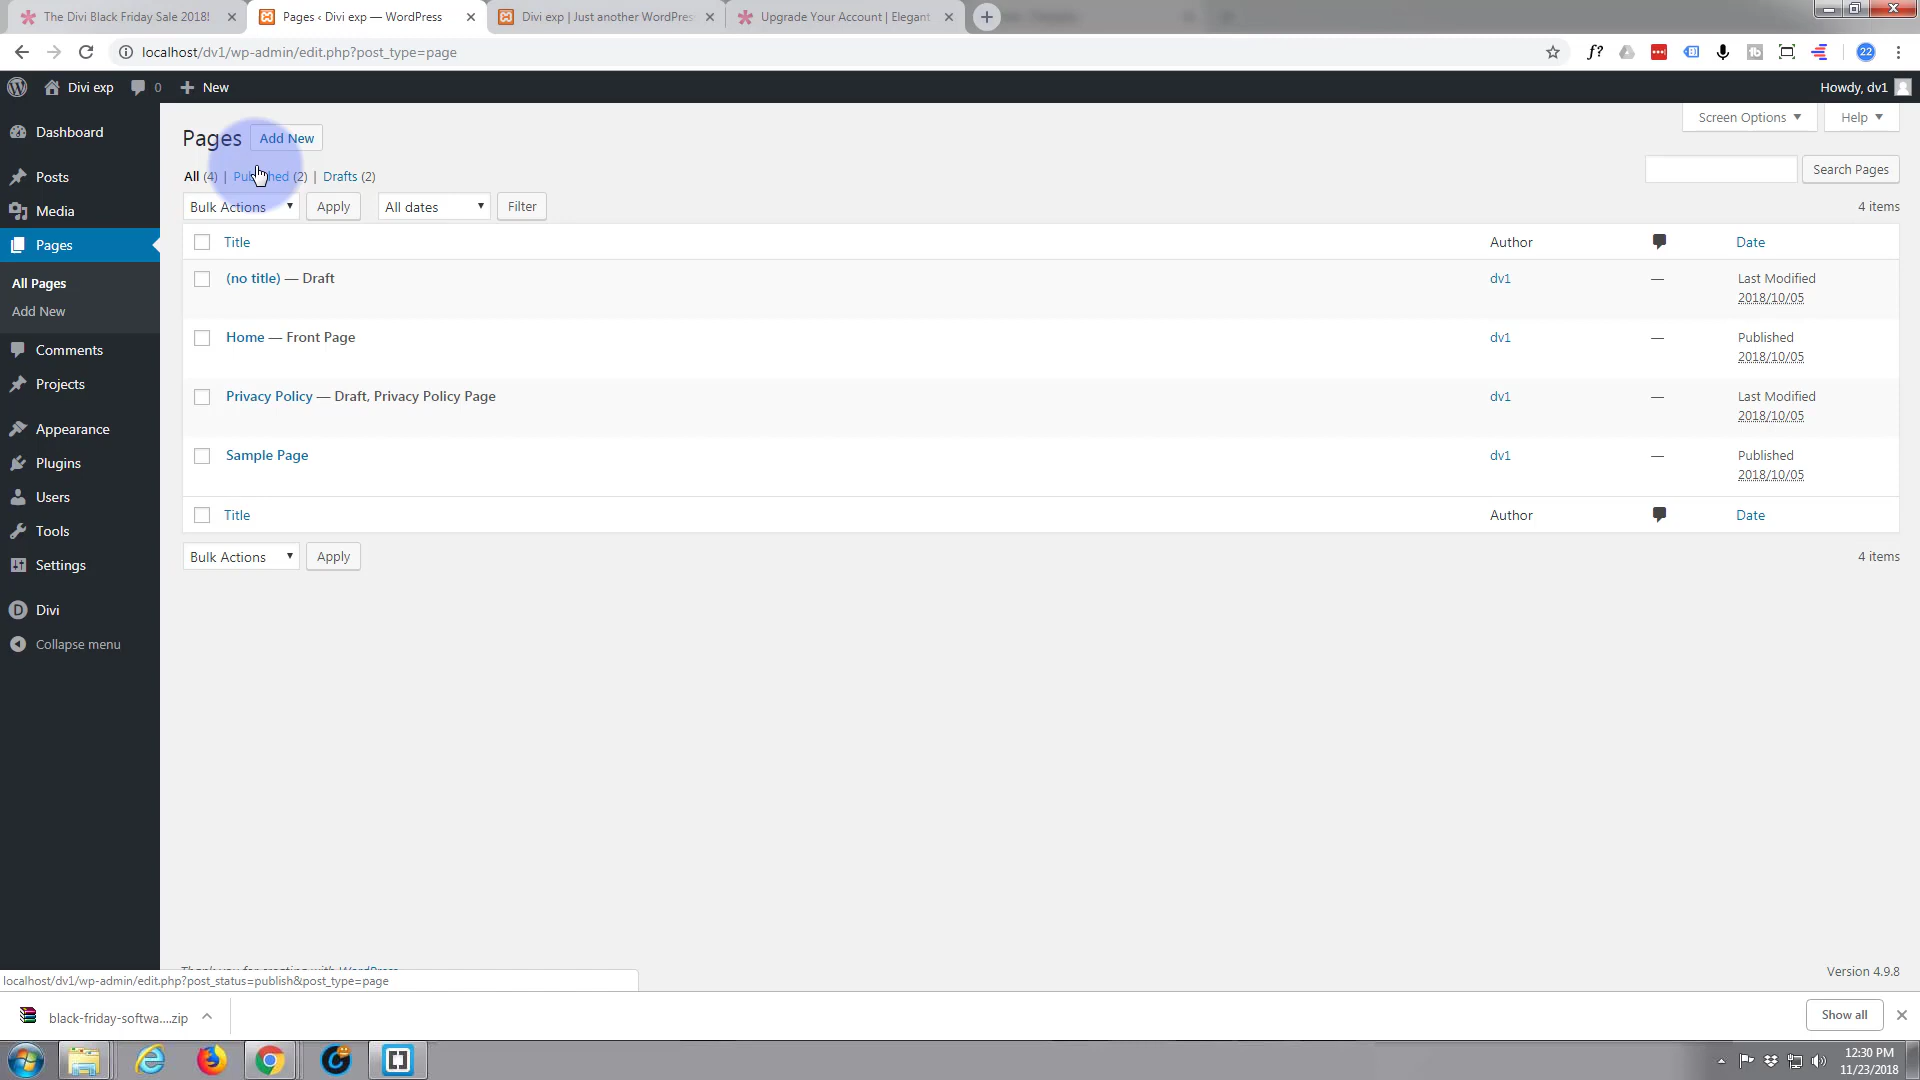 The Divi Black Friday Sale 2018!
Pages ‹ Divi exp — WordPress
Divi exp | Just another WordPres
Upgrade Your Account | Elegant
localhost/dv1/wp-admin/edit.php?post_type=page
f?
22
Divi exp
0
New
Howdy, dv1
Dashboard
Posts
Media
Pages
All Pages
Add New
Comments
Projects
Appearance
Plugins
Users
Tools
Settings
Divi
Collapse menu
Screen Options
Help
Pages
Add New
All (4) | Published (2) | Drafts (2)
Search Pages
Bulk Actions
Apply
All dates
Filter
4 items
Title
Author
Date
(no title) — Draft
dv1
—
Last Modified
2018/10/05
Home — Front Page
dv1
—
Published
2018/10/05
Privacy Policy — Draft, Privacy Policy Page
dv1
—
Last Modified
2018/10/05
Sample Page
dv1
—
Published
2018/10/05
Title
Author
Date
Bulk Actions
Apply
4 items
Thank you for creating with WordPress
Version 4.9.8
localhost/dv1/wp-admin/edit.php?post_status=publish&post_type=page
black-friday-softwa....zip
Show all
12:30 PM
11/23/2018